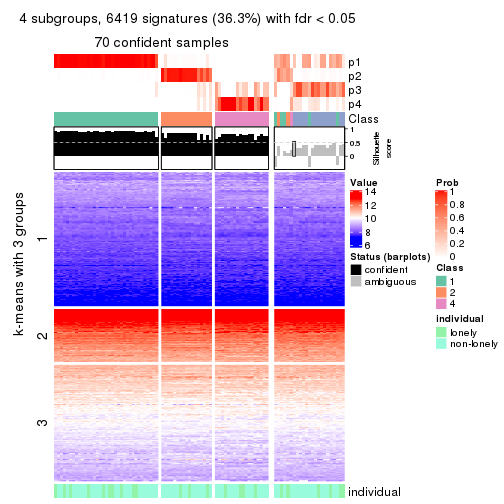 4 subgroups, 6419 signatures (36.3%) with fdr < 0.05
70 confident samples
p1
p2
p3
p4
Class
1
0.5
0
Silhouette
score
k-means with 3 groups
1
2
3
individual
Value
14
12
10
8
6
Status (barplots)
confident
ambiguous
Prob
1
0.8
0.6
0.4
0.2
0
Class
1
2
4
individual
lonely
non-lonely